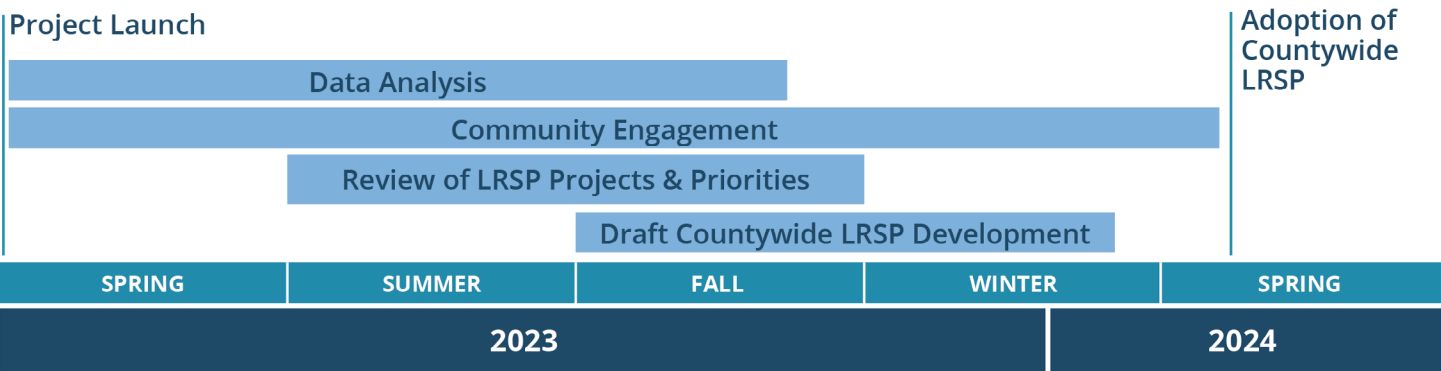 Project Launch
Adoption of
Countywide
LRSP
Data Analysis
Community Engagement
Review of LRSP Projects & Priorities
Draft Countywide LRSP Development
SPRING SUMMER FALL WINTER SPRING
2023 2024